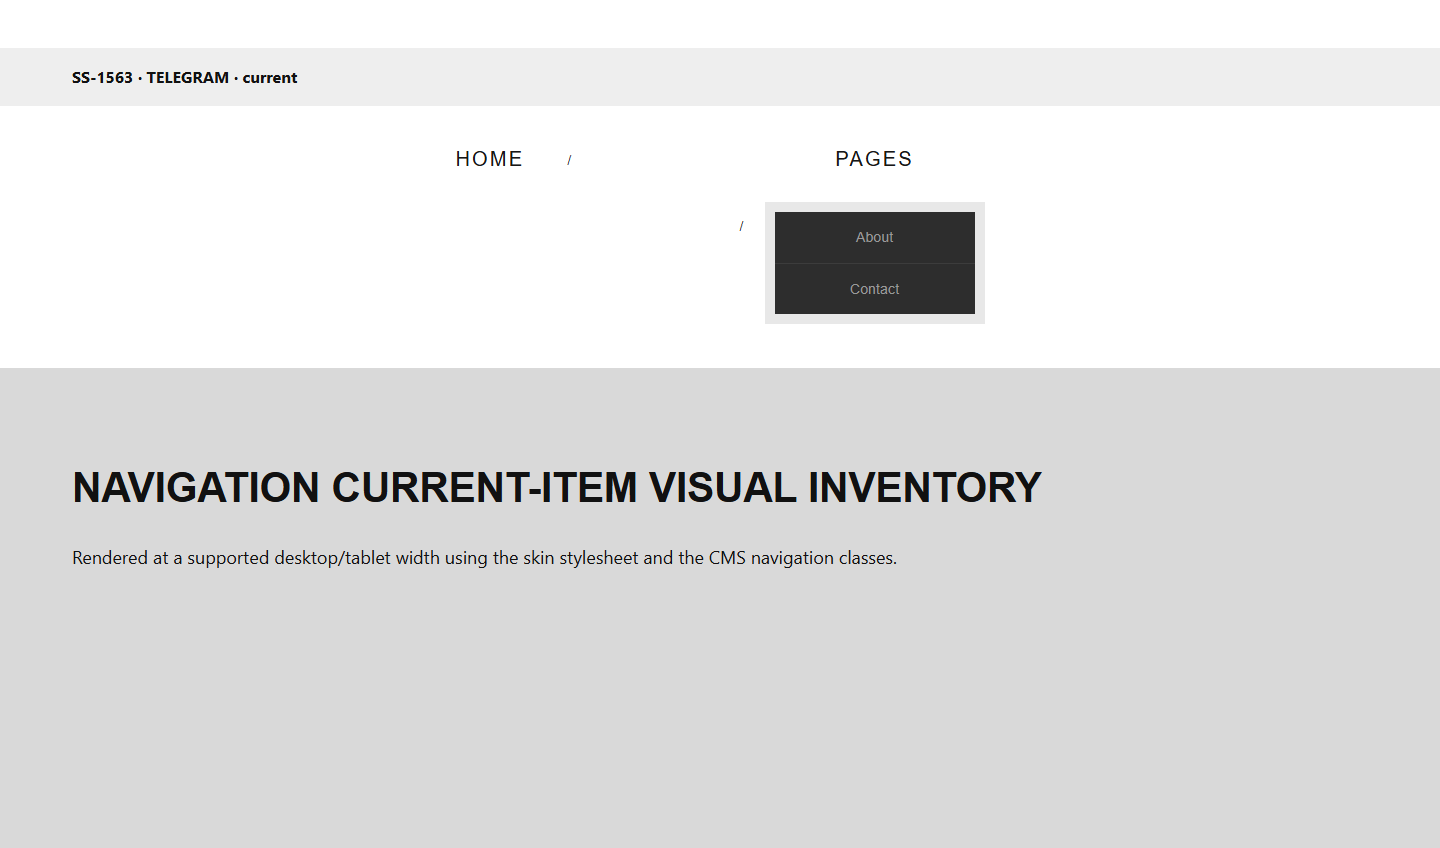 SS-1563 · TELEGRAM · current
HOME / PAGES
/
About
Contact
NAVIGATION CURRENT-ITEM VISUAL INVENTORY
Rendered at a supported desktop/tablet width using the skin stylesheet and the CMS navigation classes.